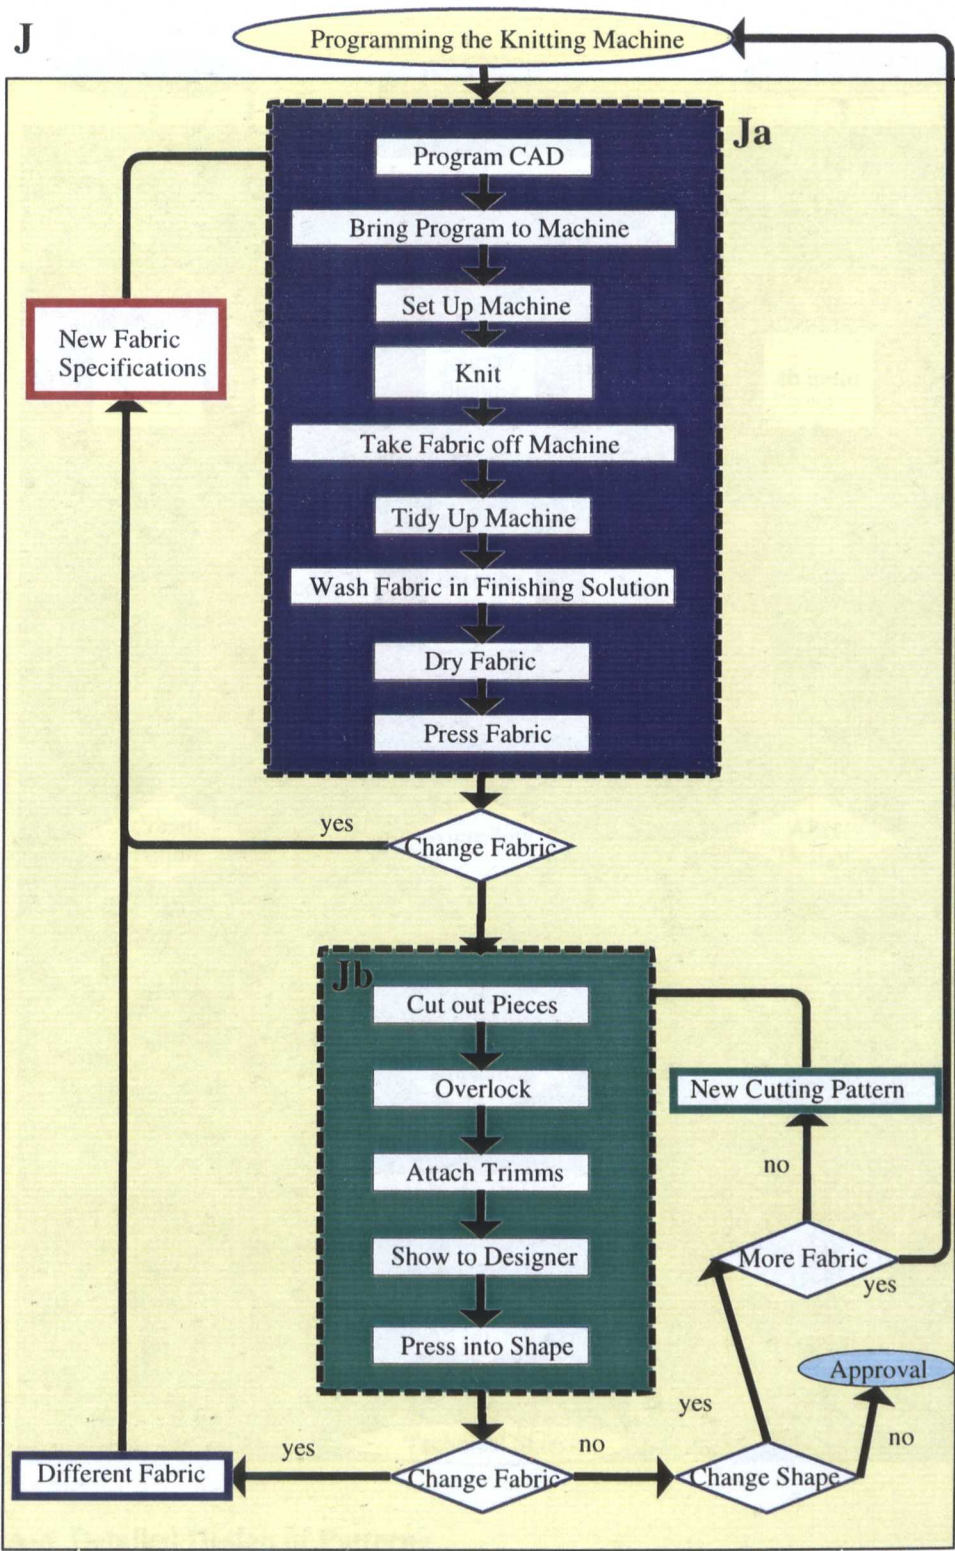 J
Programming the Knitting Machine
Ja
Program CAD
Bring Program to Machine
Set Up Machine
New Fabric
Specifications
Knit
Take Fabric off Machine
Tidy Up Machine
Wash Fabric in Finishing Solution
Dry Fabric
Press Fabric
yes
Change Fabric
Jb
Cut out Pieces
Overlock
New Cutting Pattern
Attach Trimms
no
Show to Designer
More Fabric
yes
Press into Shape
Approval
yes
no
yes
no
Different Fabric
Change Fabric
Change Shape